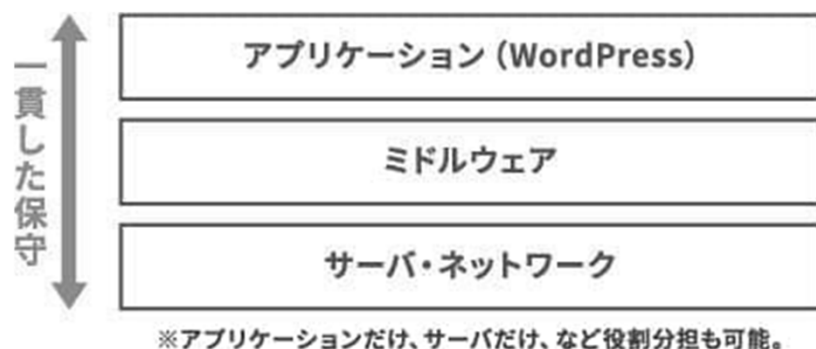 一貫した保守
アプリケーション（WordPress）
ミドルウェア
サーバ・ネットワーク
※アプリケーションだけ、サーバだけ、など役割分担も可能。